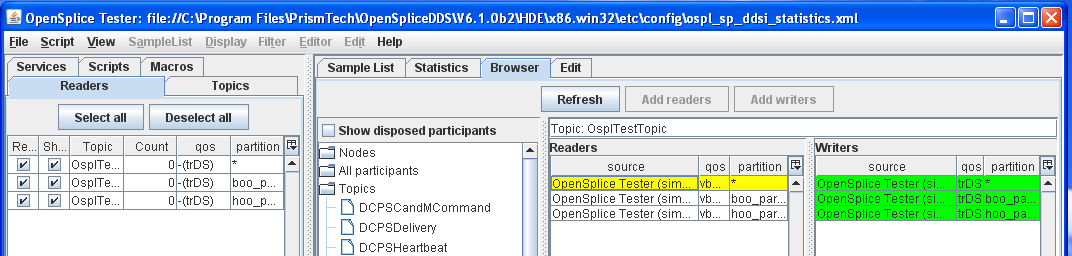 OpenSplice Tester: file://C:\Program Files\PrismTech\OpenSpliceDDS\V6.1.0b2\HDE\x86.win32\etc\config\ospl_sp_ddsi_statistics.xml
File Script View SampleList Display Filter Editor Edit Help
Services Scripts Macros
Readers Topics
Select all Deselect all
Re... Sh... Topic Count qos partition
OsplTe... 0 -(trDS) *
OsplTe... 0 -(trDS) boo_p...
OsplTe... 0 -(trDS) hoo_p...
Sample List Statistics Browser Edit
Refresh Add readers Add writers
Show disposed participants
Nodes
All participants
Topics
DCPSCandMCommand
DCPSDelivery
DCPSHeartbeat
Topic: OsplTestTopic
Readers
source qos partition
OpenSplice Tester (sim... vb... *
OpenSplice Tester (sim... vb... boo_par...
OpenSplice Tester (sim... vb... hoo_par...
Writers
source qos partition
OpenSplice Tester (si... trDS *
OpenSplice Tester (si... trDS boo_pa...
OpenSplice Tester (si... trDS hoo_pa...